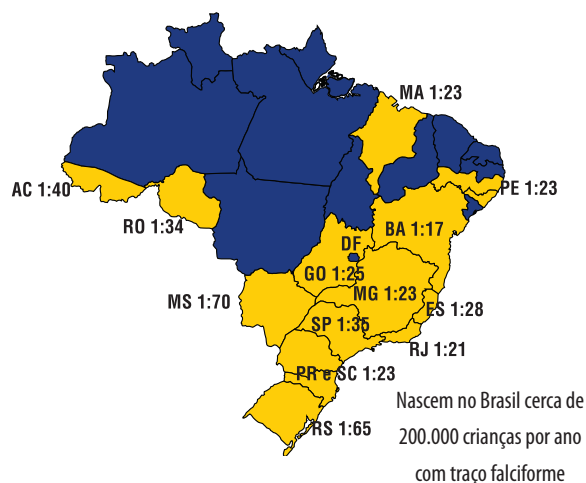 MA 1:23
AC 1:40
PE 1:23
RO 1:34
BA 1:17
DF
GO 1:25
MG 1:23
MS 1:70
ES 1:28
SP 1:35
RJ 1:21
PR e SC 1:23
Nascem no Brasil cerca de
RS 1:65
200.000 crianças por ano
com traço falciforme